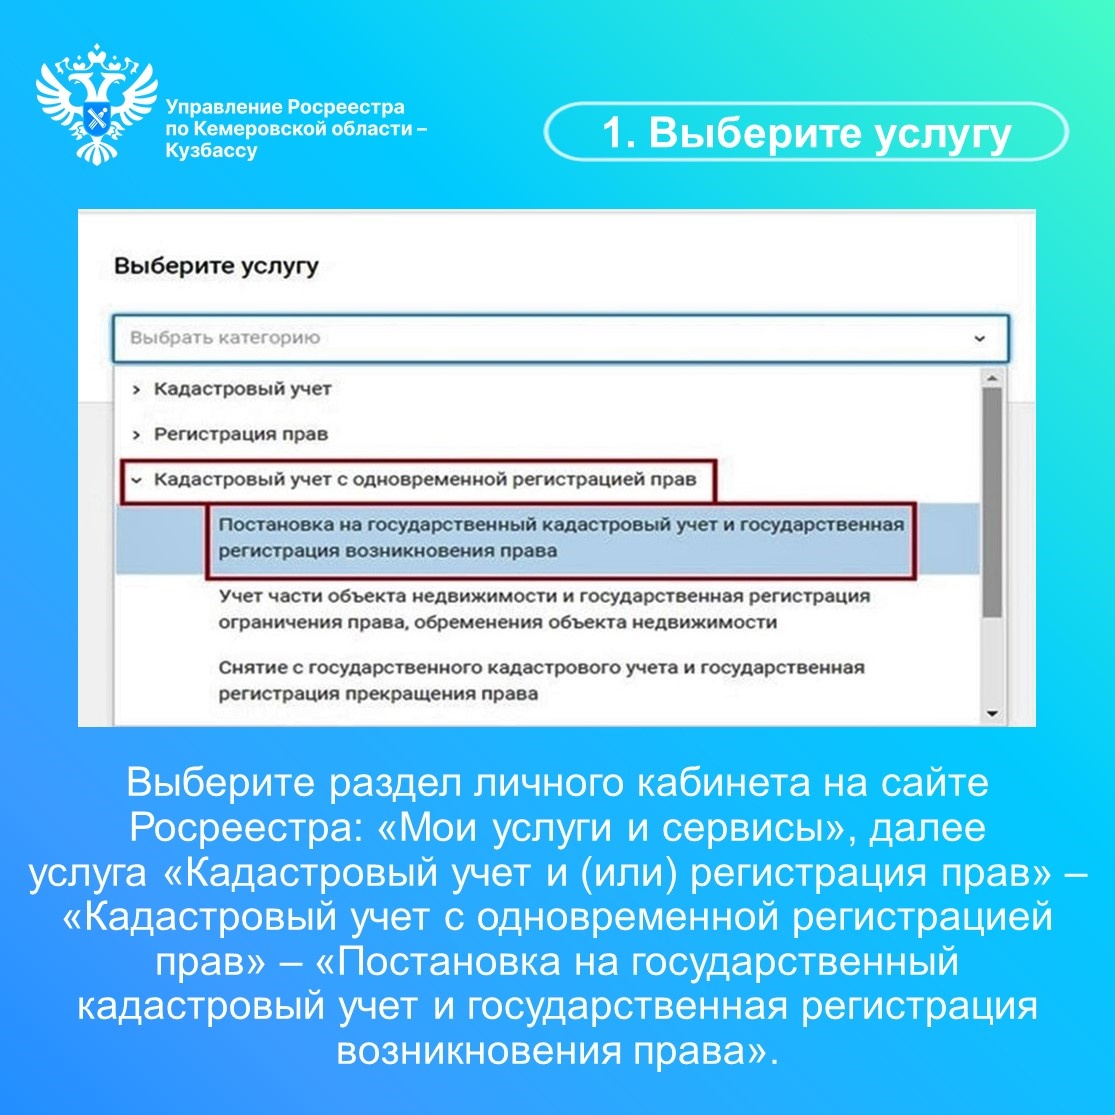 Управление Росреестра
по Кемеровской области –
Кузбассу
1. Выберите услугу
Выберите услугу
Выбрать категорию
Кадастровый учет
Регистрация прав
Кадастровый учет с одновременной регистрацией прав
Постановка на государственный кадастровый учет и государственная
регистрация возникновения права
Учет части объекта недвижимости и государственная регистрация
ограничения права, обременения объекта недвижимости
Снятие с государственного кадастрового учета и государственная
регистрация прекращения права
Выберите раздел личного кабинета на сайте
Росреестра: «Мои услуги и сервисы», далее
услуга «Кадастровый учет и (или) регистрация прав» –
«Кадастровый учет с одновременной регистрацией
прав» – «Постановка на государственный
кадастровый учет и государственная регистрация
возникновения права».